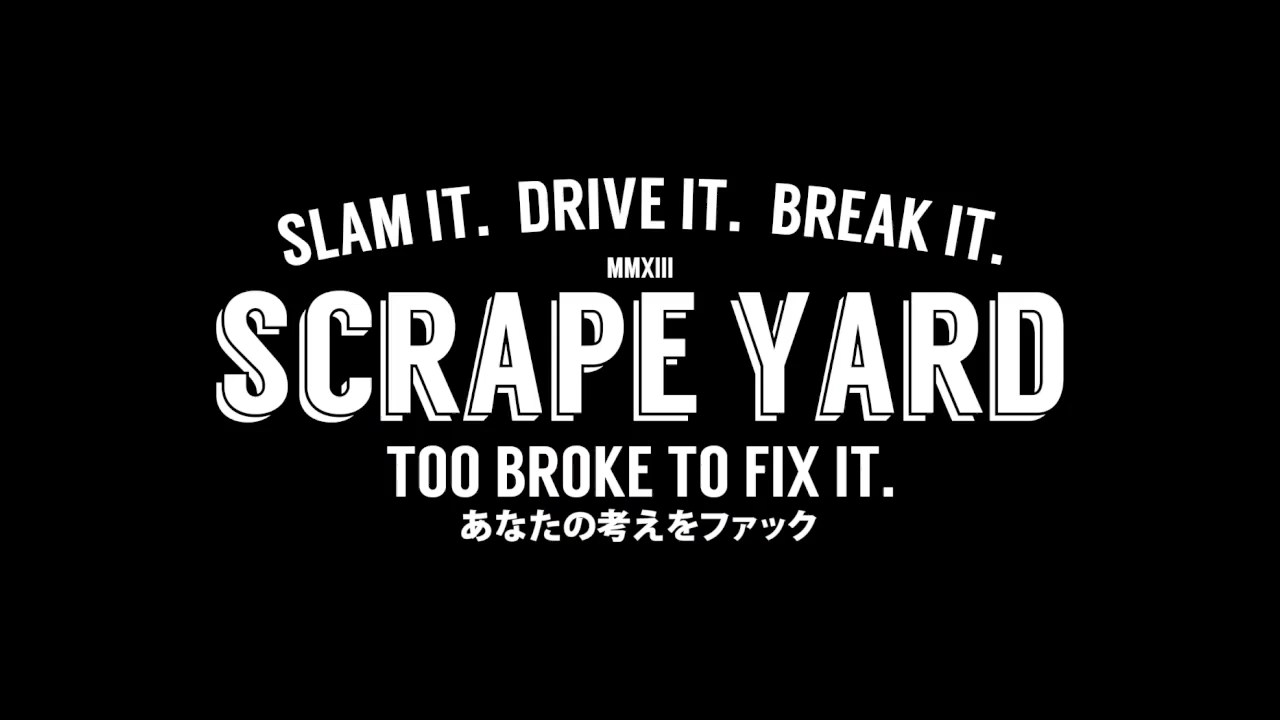 SLAM IT. DRIVE IT. BREAK IT.
MMXIII
SCRAPE YARD
TOO BROKE TO FIX IT.
あなたの考えをファック